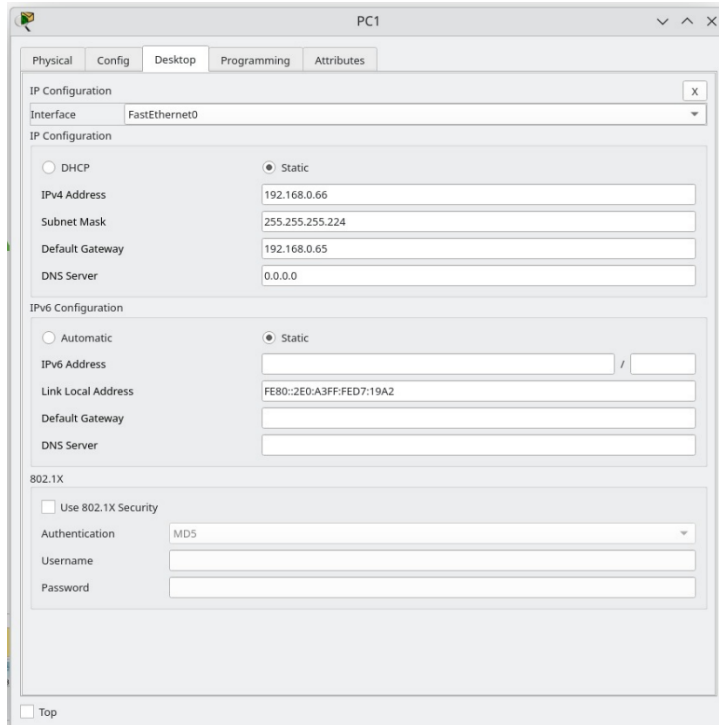 PC1
Physical Config Desktop Programming Attributes
IP Configuration X
Interface FastEthernet0
IP Configuration
DHCP Static
IPv4 Address 192.168.0.66
Subnet Mask 255.255.255.224
Default Gateway 192.168.0.65
DNS Server 0.0.0.0
IPv6 Configuration
Automatic Static
IPv6 Address /
Link Local Address FE80::2E0:A3FF:FED7:19A2
Default Gateway
DNS Server
802.1X
Use 802.1X Security
Authentication MD5
Username
Password
Top